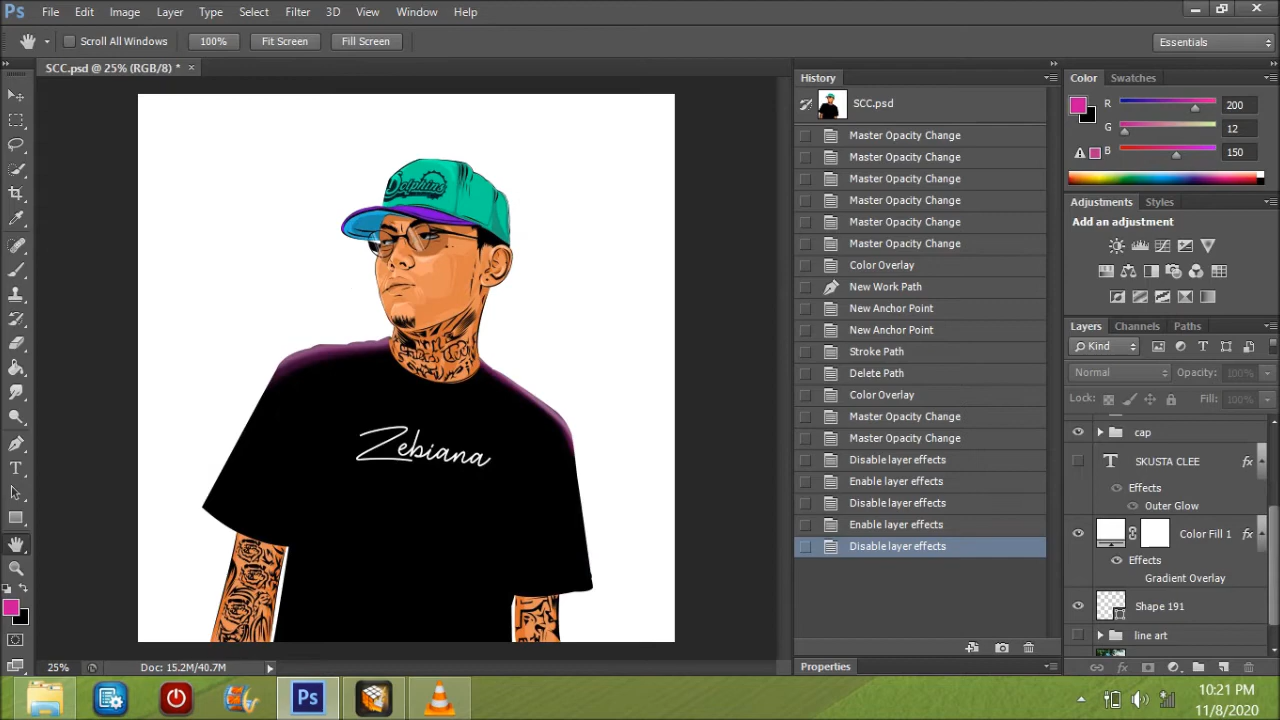 Ps File Edit Image Layer Type Select Filter 3D View Window Help
Scroll All Windows 100% Fit Screen Fill Screen Essentials
SCC.psd @ 25% (RGB/8) *
Dolphins
Zebiana
25% Doc: 15.2M/40.7M
History
SCC.psd
Master Opacity Change
Master Opacity Change
Master Opacity Change
Master Opacity Change
Master Opacity Change
Master Opacity Change
Color Overlay
New Work Path
New Anchor Point
New Anchor Point
Stroke Path
Delete Path
Color Overlay
Master Opacity Change
Master Opacity Change
Disable layer effects
Enable layer effects
Disable layer effects
Enable layer effects
Disable layer effects
Properties
Color Swatches
R 200
G 12
B 150
Adjustments Styles
Add an adjustment
Layers Channels Paths
Kind
Normal Opacity: 100%
Lock: Fill: 100%
cap
SKUSTA CLEE fx
Effects
Outer Glow
Color Fill 1 fx
Effects
Gradient Overlay
Shape 191
line art
Ps
10:21 PM
11/8/2020